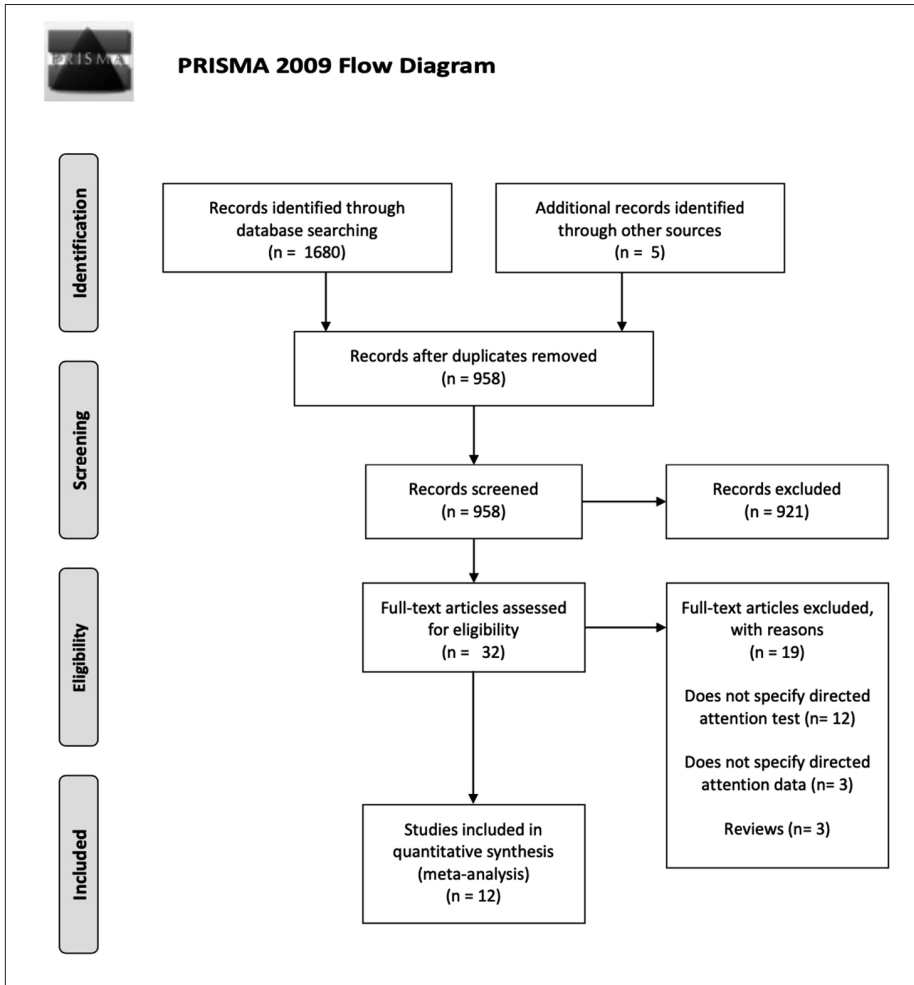 PRISMA
PRISMA 2009 Flow Diagram
Identification
Records identified through
database searching
(n = 1680)
Additional records identified
through other sources
(n = 5)
Records after duplicates removed
(n = 958)
Screening
Records screened
(n = 958)
Records excluded
(n = 921)
Eligibility
Full-text articles assessed
for eligibility
(n = 32)
Full-text articles excluded,
with reasons
(n = 19)
Does not specify directed
attention test (n= 12)
Does not specify directed
attention data (n= 3)
Reviews (n= 3)
Included
Studies included in
quantitative synthesis
(meta-analysis)
(n = 12)